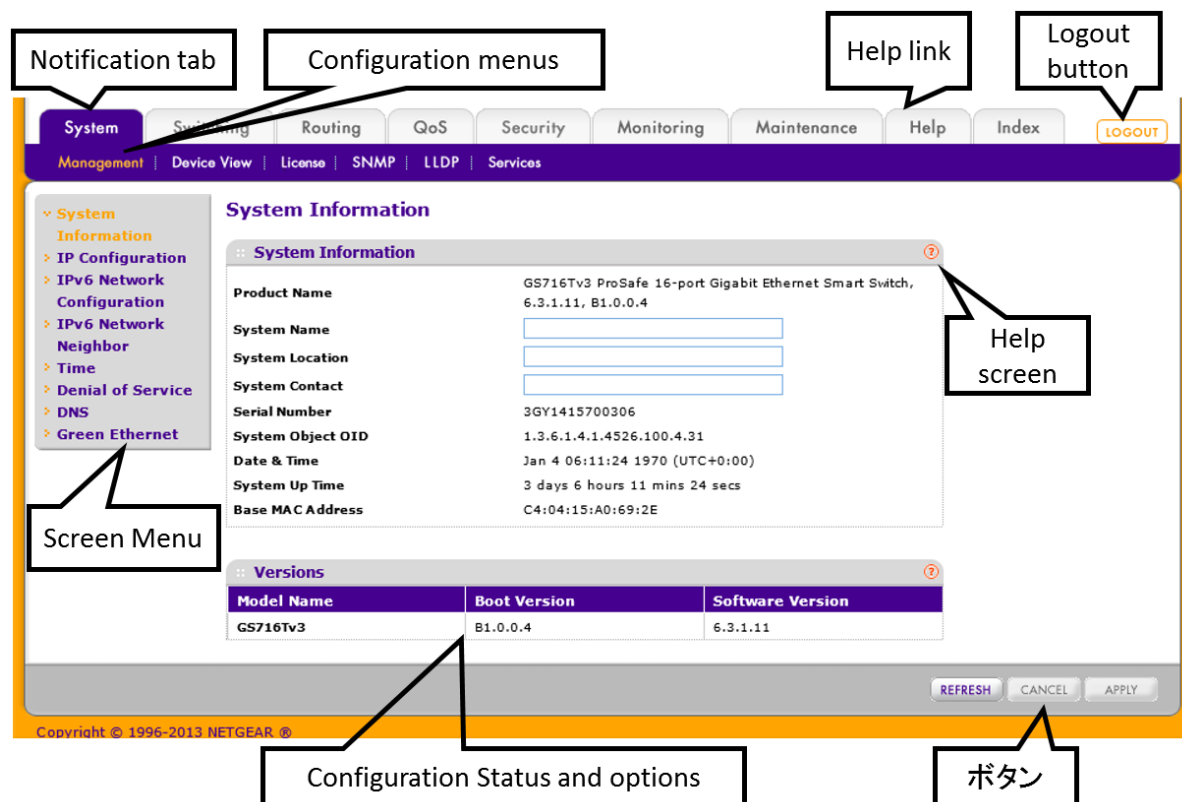 Notification tab
Configuration menus
Help link
Logout
button
System
Switching
Routing
QoS
Security
Monitoring
Maintenance
Help
Index
LOGOUT
Management | Device View | License | SNMP | LLDP | Services
System
Information
IP Configuration
IPv6 Network
Configuration
IPv6 Network
Neighbor
Time
Denial of Service
DNS
Green Ethernet
Screen Menu
System Information
System Information
Product Name
GS716Tv3 ProSafe 16-port Gigabit Ethernet Smart Switch,
6.3.1.11, B1.0.0.4
System Name
System Location
System Contact
Serial Number 3GY1415700306
System Object OID 1.3.6.1.4.1.4526.100.4.31
Date & Time Jan 4 06:11:24 1970 (UTC+0:00)
System Up Time 3 days 6 hours 11 mins 24 secs
Base MAC Address C4:04:15:A0:69:2E
Help
screen
Versions
Model Name Boot Version Software Version
GS716Tv3 B1.0.0.4 6.3.1.11
REFRESH CANCEL APPLY
Copyright © 1996-2013 NETGEAR ®
Configuration Status and options
ボタン